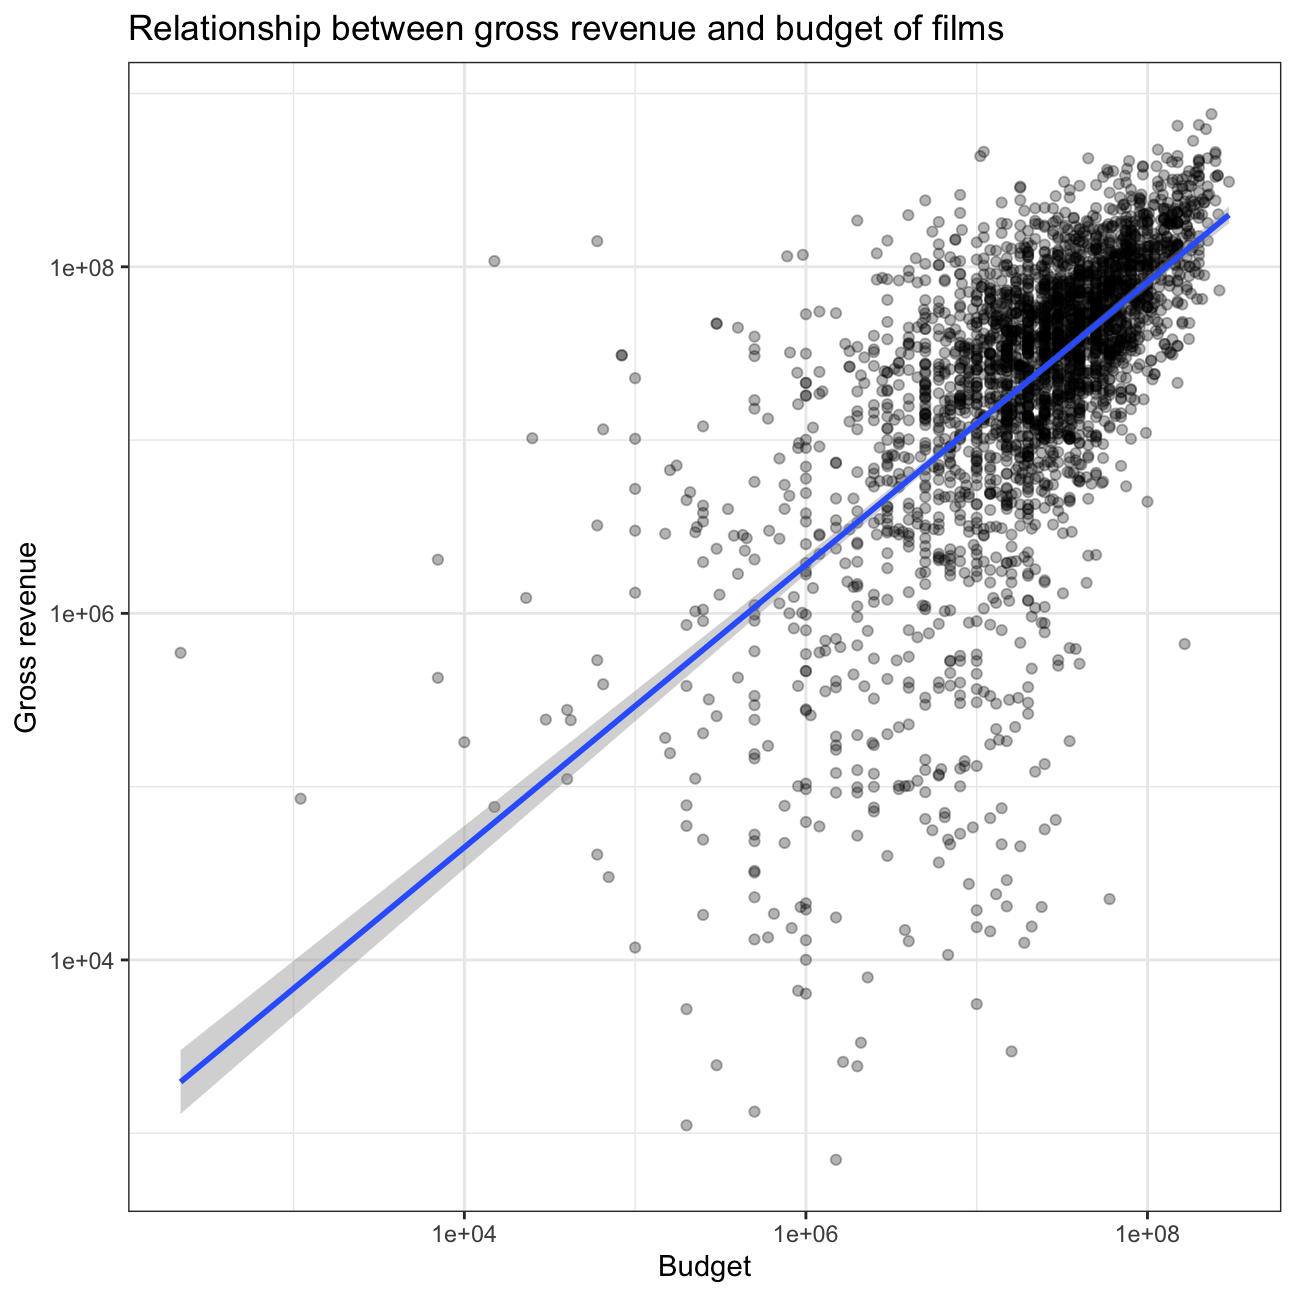 Relationship between gross revenue and budget of films
Gross revenue
1e+08
1e+06
1e+04
1e+04
1e+06
1e+08
Budget